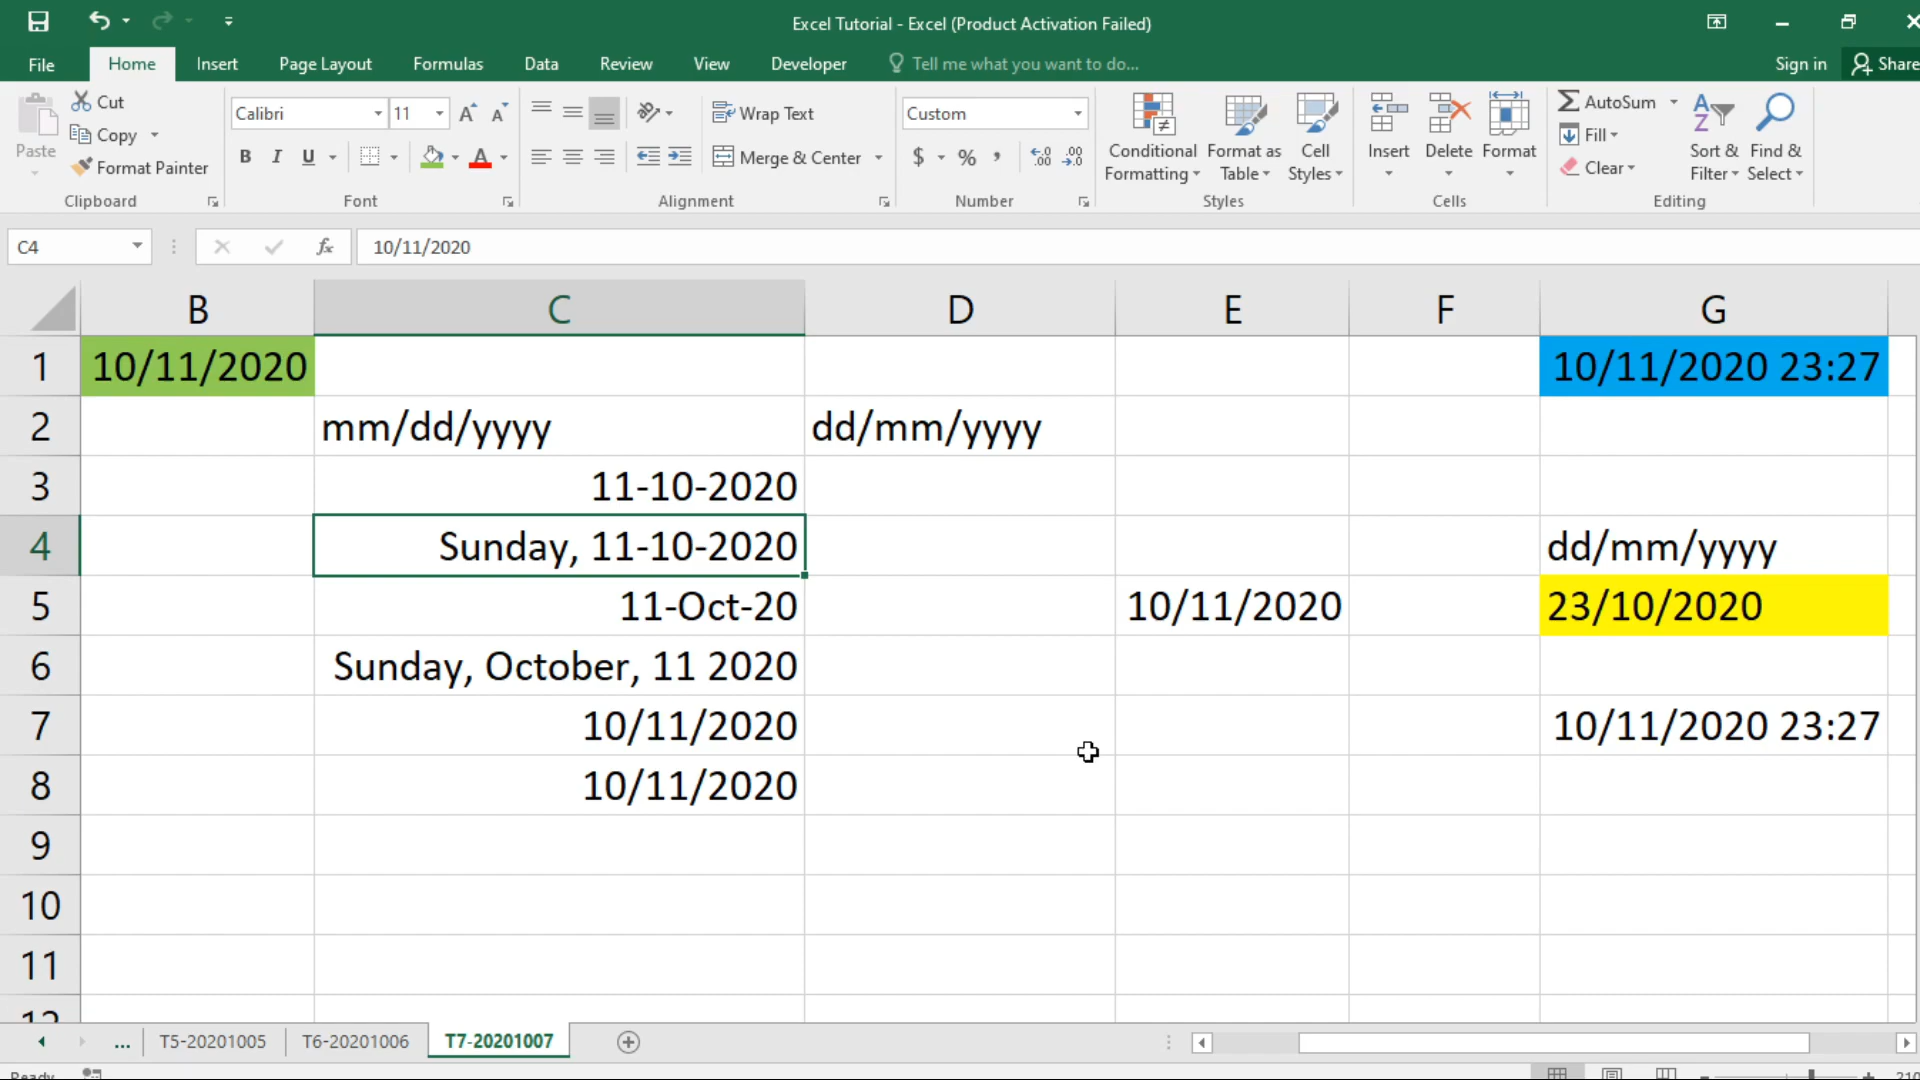 Excel Tutorial - Excel (Product Activation Failed)
File Home Insert Page Layout Formulas Data Review View Developer Tell me what you want to do... Sign in Share
Paste
Cut
Copy
Format Painter
Clipboard
Calibri 11
B I U A
Font
Wrap Text
Merge & Center
Alignment
Custom
$ % ,
Number
Conditional Formatting
Format as Table
Cell Styles
Styles
Insert Delete Format
Cells
AutoSum
Fill
Clear
Sort & Filter
Find & Select
Editing
C4 fx 10/11/2020
B C D E F G
1 10/11/2020 10/11/2020 23:27
2 mm/dd/yyyy dd/mm/yyyy
3 11-10-2020
4 Sunday, 11-10-2020 dd/mm/yyyy
5 11-Oct-20 10/11/2020 23/10/2020
6 Sunday, October, 11 2020
7 10/11/2020 10/11/2020 23:27
8 10/11/2020
9
10
11
12
... T5-20201005 T6-20201006 T7-20201007
Ready